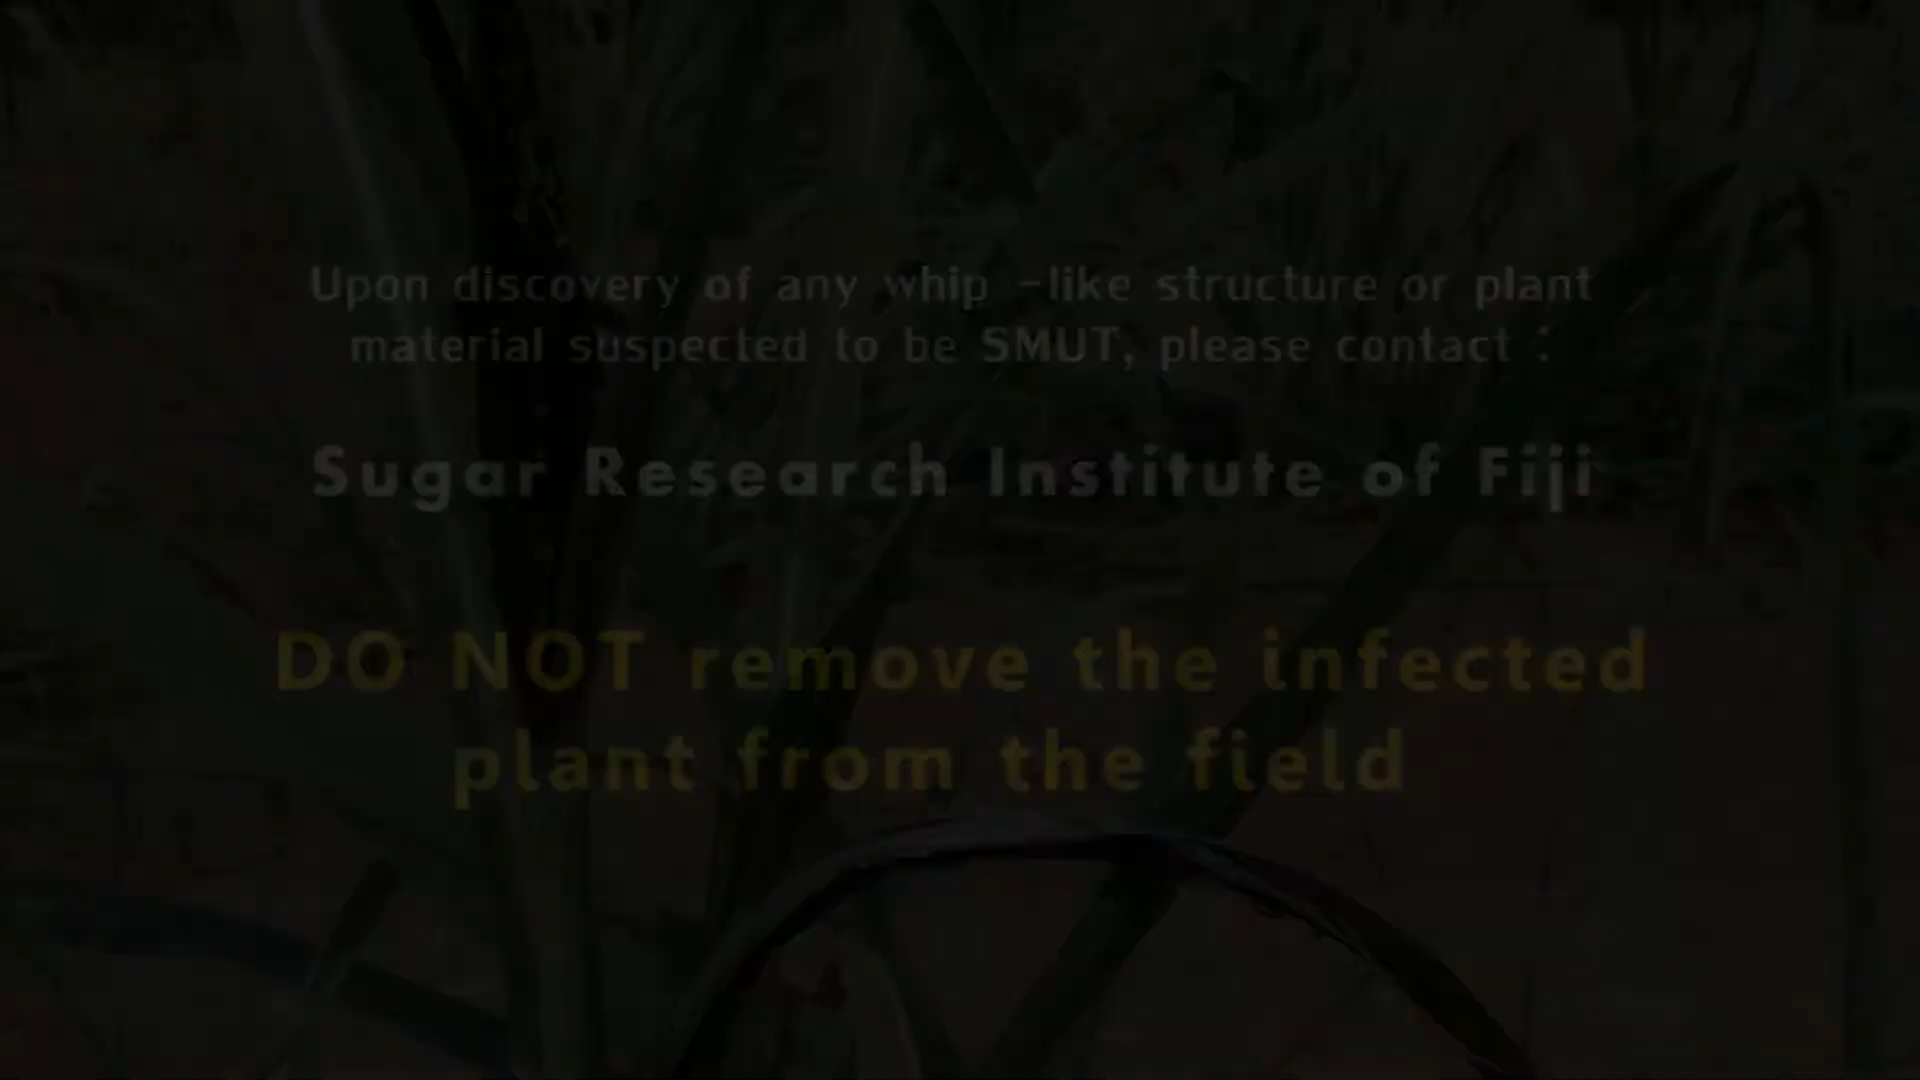 Upon discovery of any whip -like structure or plant
material suspected to be SMUT, please contact :
Sugar Research Institute of Fiji
DO NOT remove the infected
plant from the field